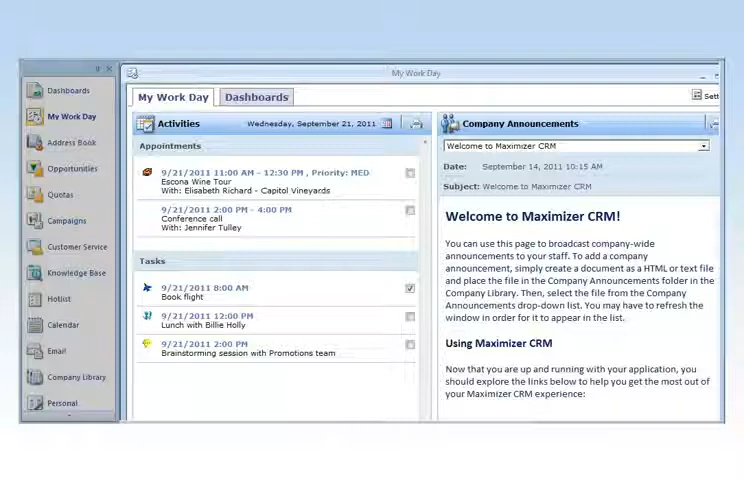 My Work Day
Dashboards
My Work Day
Address Book
Opportunities
Quotas
Campaigns
Customer Service
Knowledge Base
Hotlist
Calendar
Email
Company Library
Personal
My Work Day
Dashboards
Sett
Activities
Wednesday, September 21, 2011
Appointments
9/21/2011 11:00 AM - 12:30 PM , Priority: MED
Escona Wine Tour
With: Elisabeth Richard - Capitol Vineyards
9/21/2011 2:00 PM - 4:00 PM
Conference call
With: Jennifer Tulley
Tasks
9/21/2011 8:00 AM
Book flight
9/21/2011 12:00 PM
Lunch with Billie Holly
9/21/2011 2:00 PM
Brainstorming session with Promotions team
Company Announcements
Welcome to Maximizer CRM
Date: September 14, 2011 10:15 AM
Subject: Welcome to Maximizer CRM
Welcome to Maximizer CRM!
You can use this page to broadcast company-wide
announcements to your staff. To add a company
announcement, simply create a document as a HTML or text file
and place the file in the Company Announcements folder in the
Company Library. Then, select the file from the Company
Announcements drop-down list. You may have to refresh the
window in order for it to appear in the list.
Using Maximizer CRM
Now that you are up and running with your application, you
should explore the links below to help you get the most out of
your Maximizer CRM experience: